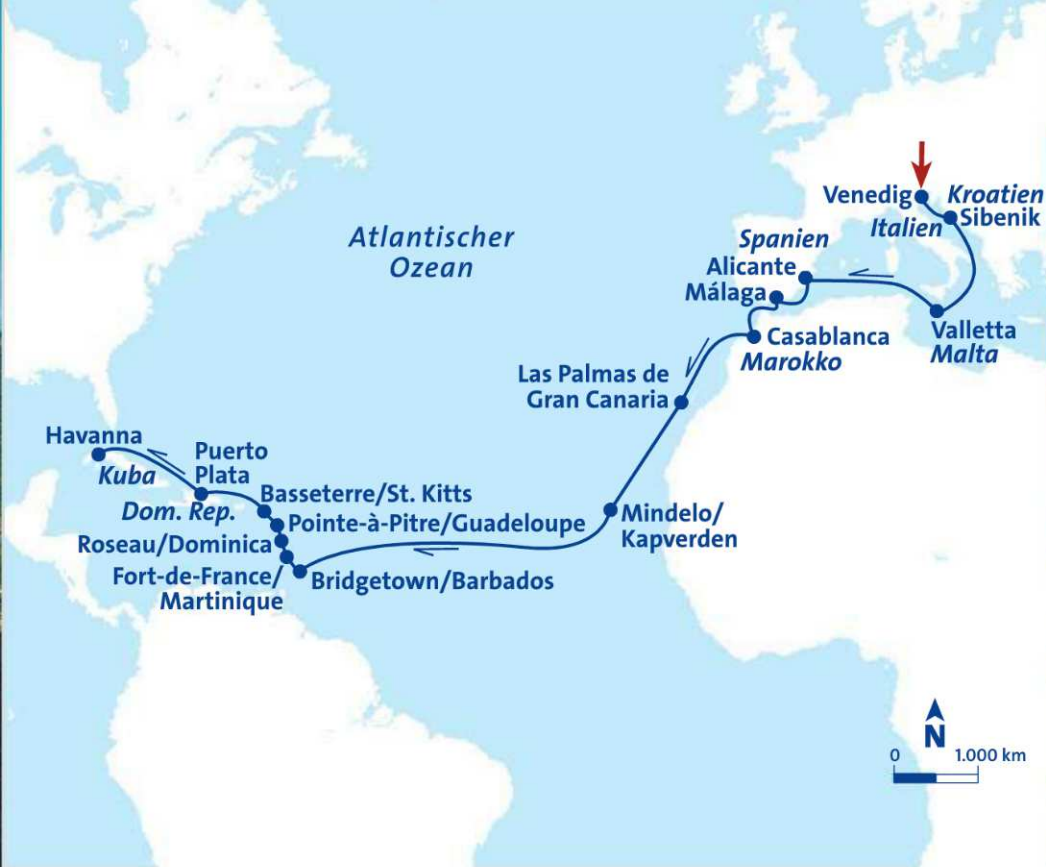 Venedig
Kroatien
Italien
Sibenik
Atlantischer
Ozean
Spanien
Alicante
Málaga
Casablanca
Marokko
Valletta
Malta
Las Palmas de
Gran Canaria
Havanna
Kuba
Puerto
Plata
Dom. Rep.
Basseterre/St. Kitts
Pointe-à-Pitre/Guadeloupe
Roseau/Dominica
Fort-de-France/
Martinique
Bridgetown/Barbados
Mindelo/
Kapverden
N
0 1.000 km